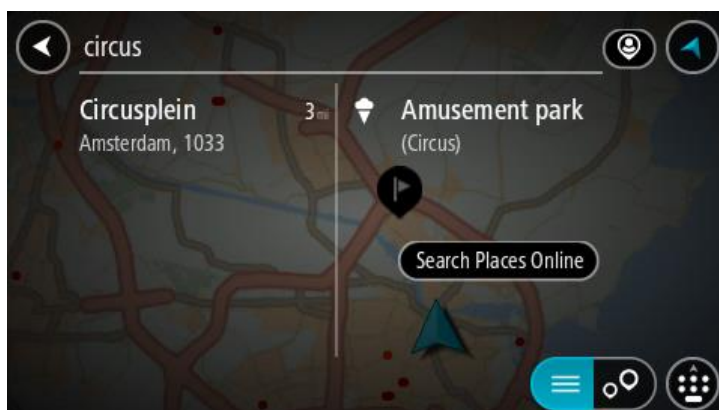 circus
Circusplein 3 mi
Amsterdam, 1033
Amusement park
(Circus)
Search Places Online